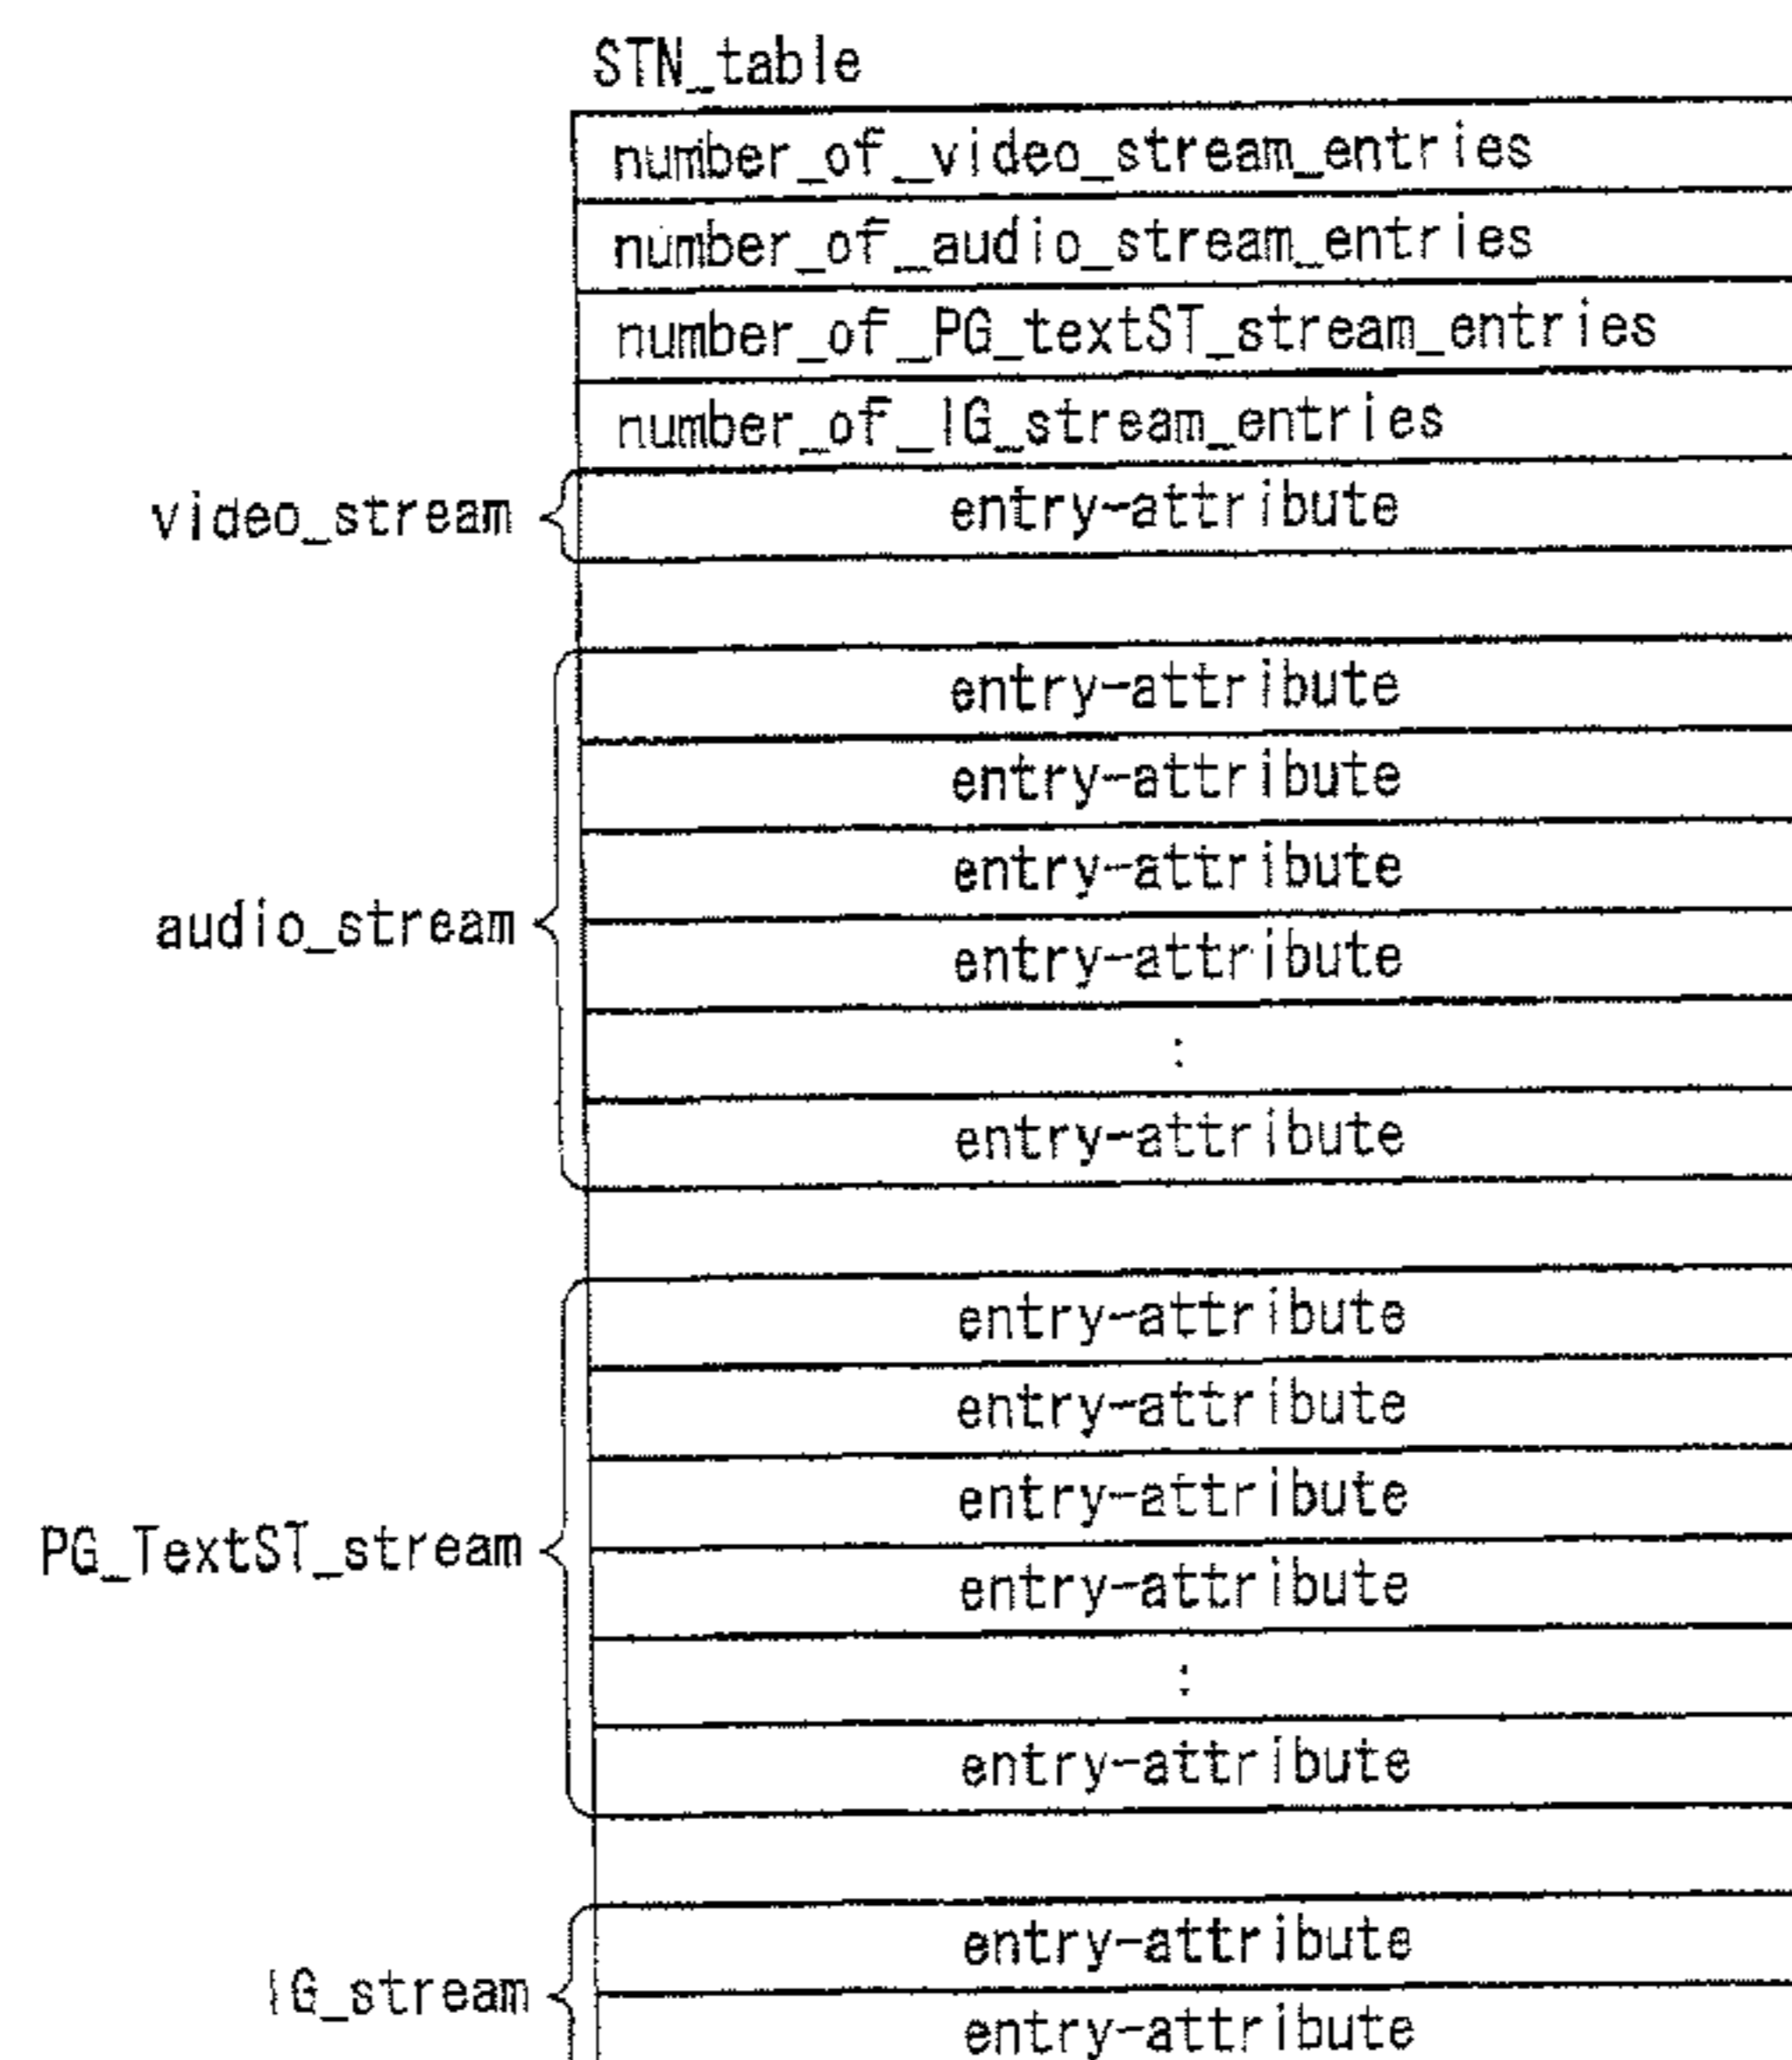 STN_table
number_of_video_stream_entries
number_of_audio_stream_entries
number_of_PG_textST_stream_entries
number_of_IG_stream_entries
video_stream
entry-attribute
entry-attribute
entry-attribute
entry-attribute
audio_stream
entry-attribute
:
entry-attribute
entry-attribute
entry-attribute
entry-attribute
PG_TextST_stream
entry-attribute
:
entry-attribute
entry-attribute
IG_stream
entry-attribute